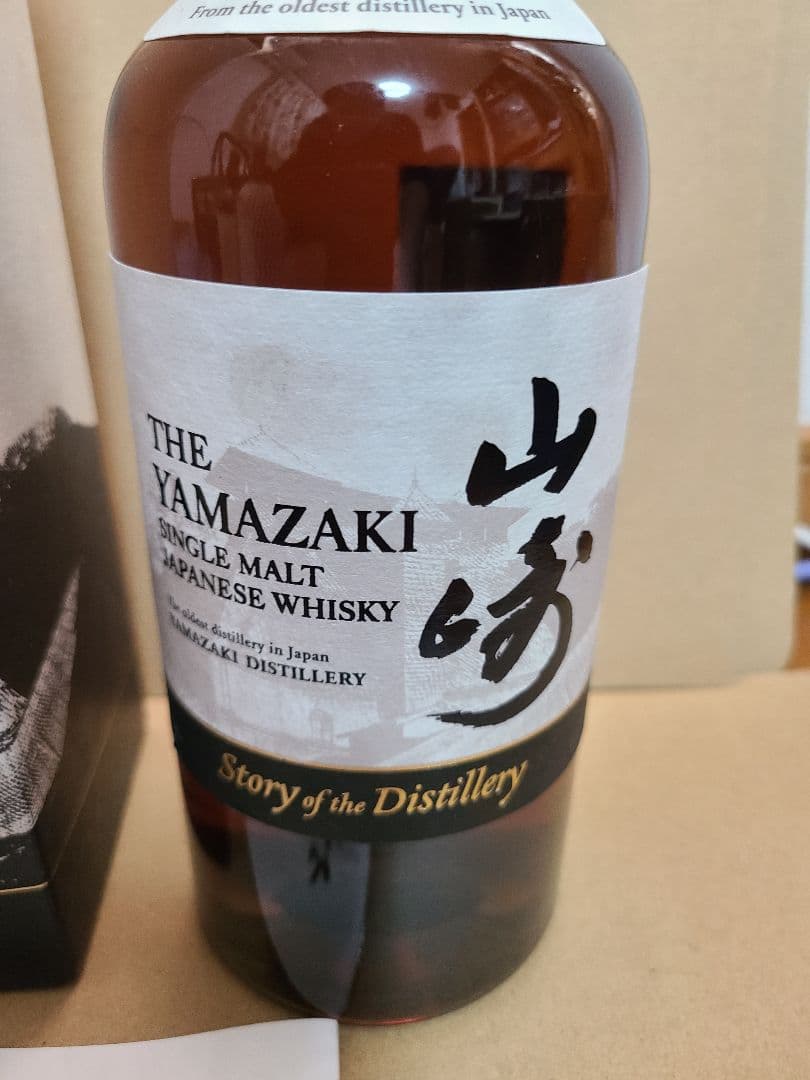 From the oldest distillery in Japan
THE
YAMAZAKI
SINGLE MALT
JAPANESE WHISKY
The oldest distillery in Japan
YAMAZAKI DISTILLERY
山崎
Story of the Distillery